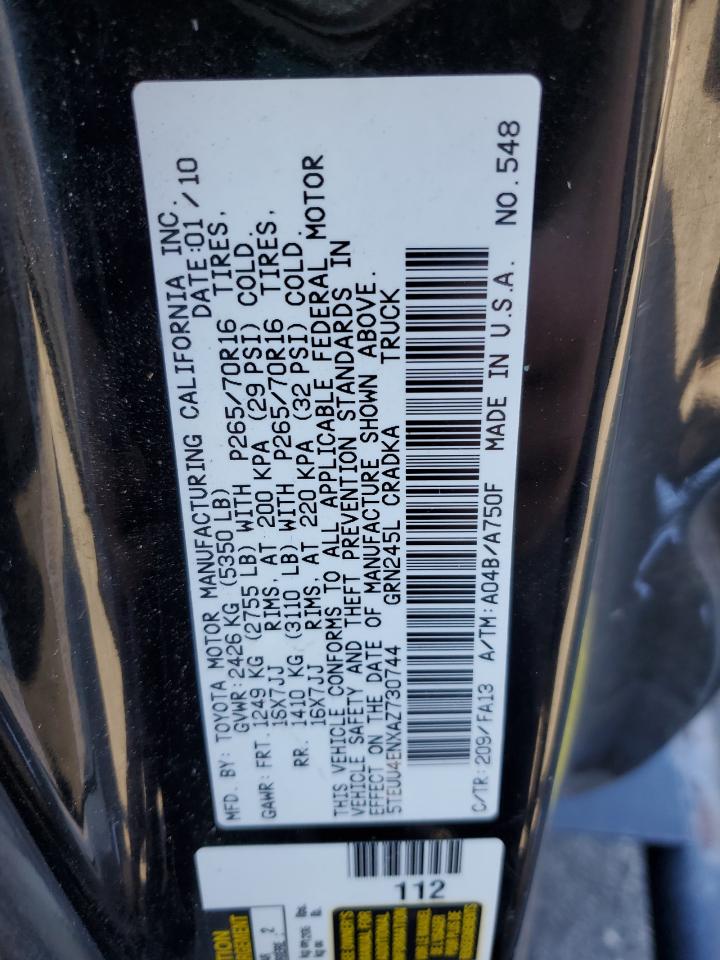 MFD. BY: TOYOTA MOTOR MANUFACTURING CALIFORNIA INC.
GVWR: 2426 KG (5350 LB) DATE: 01/10
GAWR: FRT. 1249 KG (2755 LB) WITH P265/70R16 TIRES,
16X7JJ RIMS, AT 200 KPA (29 PSI) COLD.
RR. 1410 KG (3110 LB) WITH P265/70R16 TIRES,
16X7JJ RIMS, AT 220 KPA (32 PSI) COLD.
THIS VEHICLE CONFORMS TO ALL APPLICABLE FEDERAL MOTOR
VEHICLE SAFETY AND THEFT PREVENTION STANDARDS IN
EFFECT ON THE DATE OF MANUFACTURE SHOWN ABOVE.
5TEUU4ENXAZ730744 GRN245L CRADKA TRUCK
C/TR: 209/FA13 A/TM: A04B/A750F MADE IN U.S.A. NO. 548
112